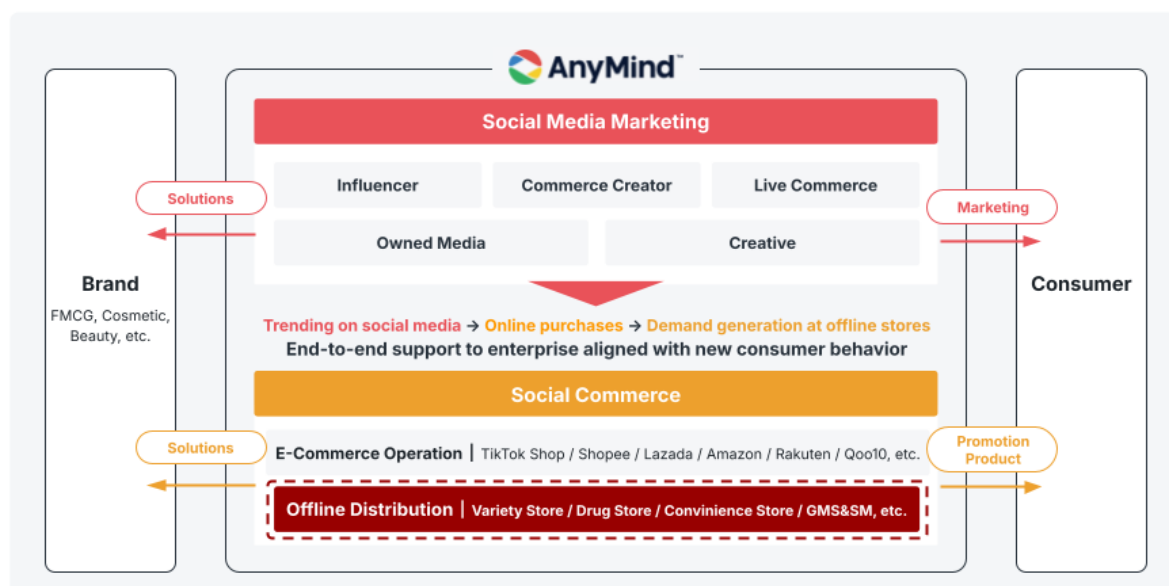 AnyMind™
Social Media Marketing
Influencer
Commerce Creator
Live Commerce
Owned Media
Creative
Solutions
Marketing
Brand
FMCG, Cosmetic,
Beauty, etc.
Consumer
Trending on social media → Online purchases → Demand generation at offline stores
End-to-end support to enterprise aligned with new consumer behavior
Social Commerce
Solutions
E-Commerce Operation | TikTok Shop / Shopee / Lazada / Amazon / Rakuten / Qoo10, etc.
Promotion
Product
Offline Distribution | Variety Store / Drug Store / Convinience Store / GMS&SM, etc.